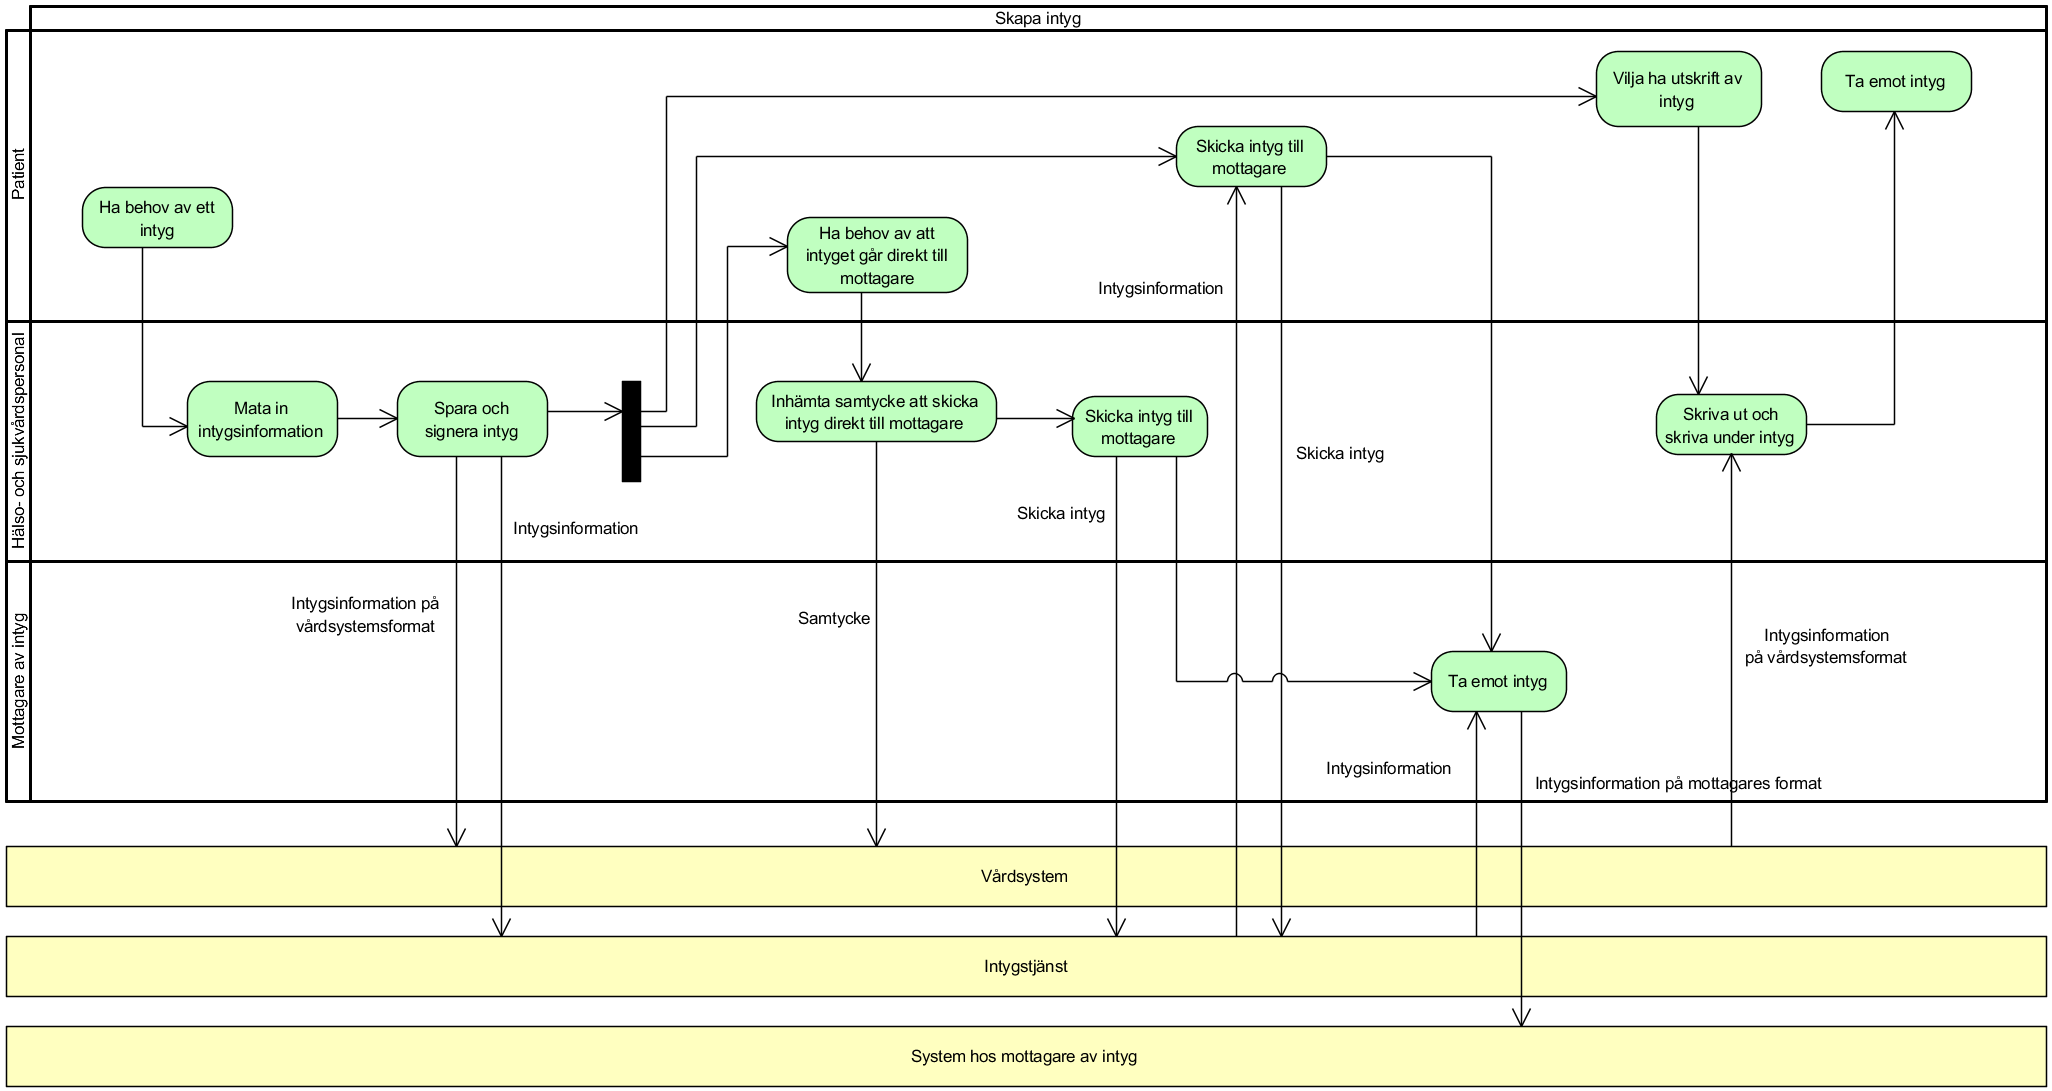 Skapa intyg
Patient
Vilja ha utskrift av
intyg
Ta emot intyg
Skicka intyg till
mottagare
Ha behov av ett
intyg
Ha behov av att
intyget går direkt till
mottagare
Intygsinformation
Hälso- och sjukvårdspersonal
Mata in
intygsinformation
Spara och
signera intyg
Inhämta samtycke att skicka
intyg direkt till mottagare
Skicka intyg till
mottagare
Skriva ut och
skriva under intyg
Skicka intyg
Skicka intyg
Intygsinformation
Mottagare av intyg
Intygsinformation på
vårdsystemsformat
Samtycke
Intygsinformation
på vårdsystemsformat
Ta emot intyg
Intygsinformation
Intygsinformation på mottagares format
Vårdsystem
Intygstjänst
System hos mottagare av intyg